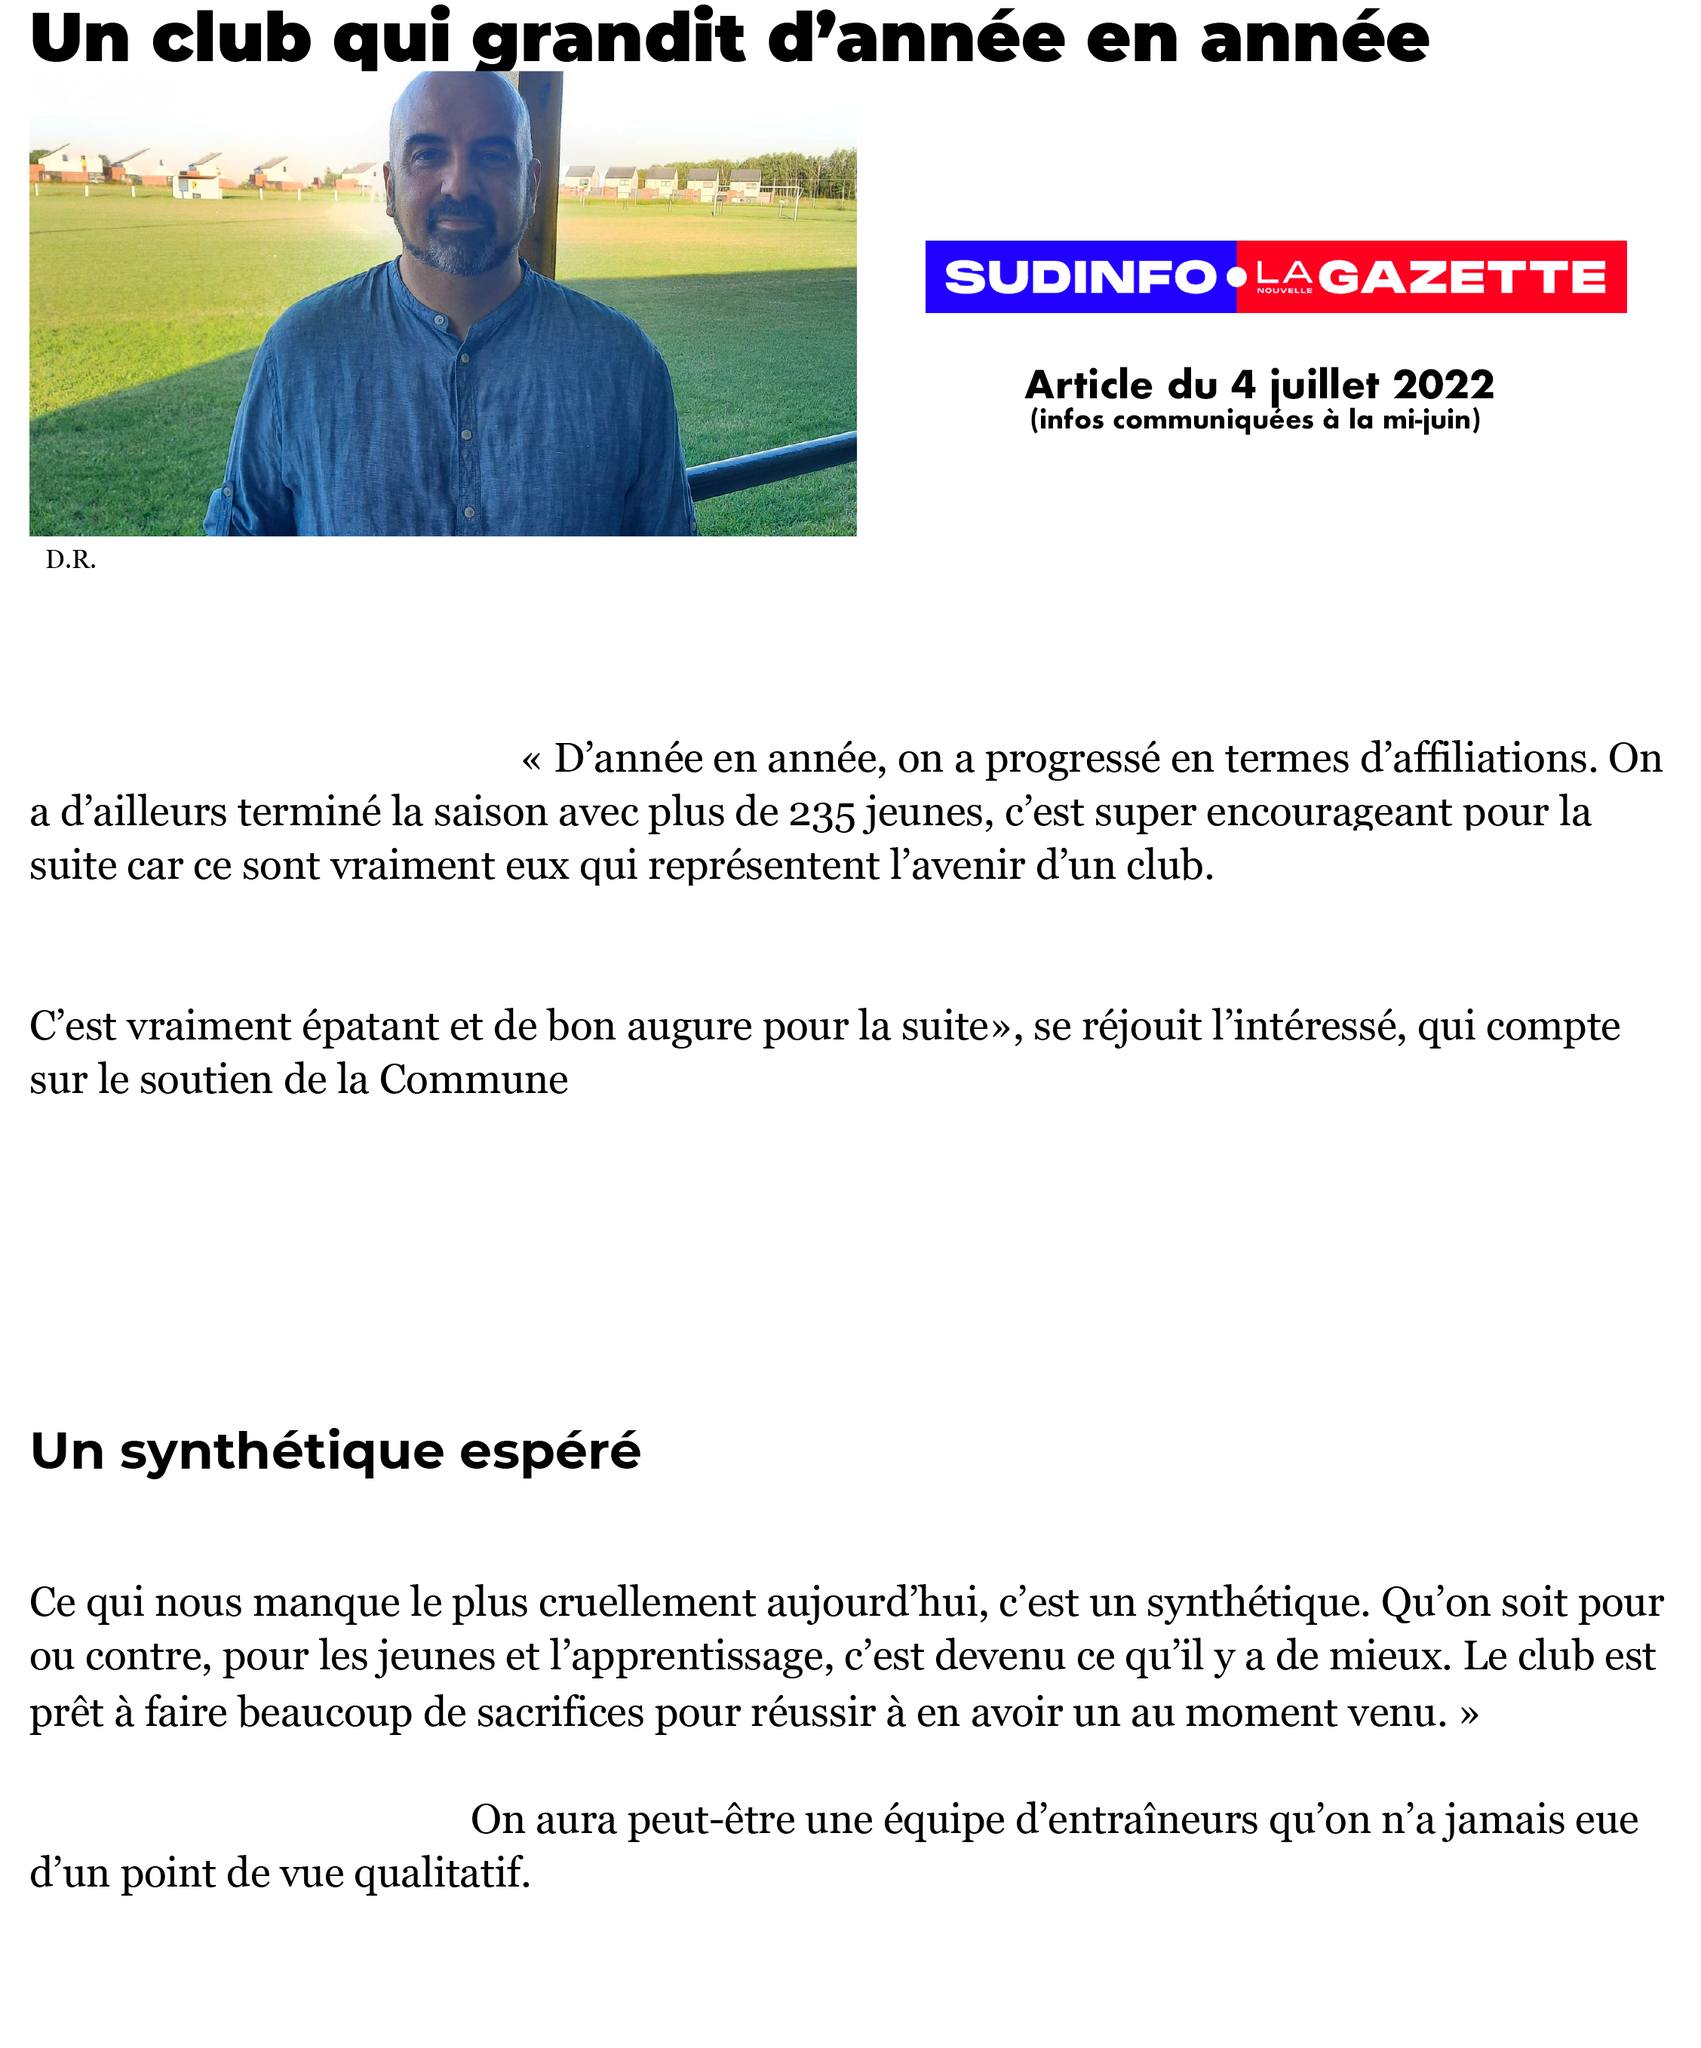 Un club qui grandit d’année en année
SUDINFO • LA NOUVELLE GAZETTE
Article du 4 juillet 2022
(infos communiquées à la mi-juin)
D.R.
« D’année en année, on a progressé en termes d’affiliations. On
a d’ailleurs terminé la saison avec plus de 235 jeunes, c’est super encourageant pour la
suite car ce sont vraiment eux qui représentent l’avenir d’un club.
C’est vraiment épatant et de bon augure pour la suite», se réjouit l’intéressé, qui compte
sur le soutien de la Commune
Un synthétique espéré
Ce qui nous manque le plus cruellement aujourd’hui, c’est un synthétique. Qu’on soit pour
ou contre, pour les jeunes et l’apprentissage, c’est devenu ce qu’il y a de mieux. Le club est
prêt à faire beaucoup de sacrifices pour réussir à en avoir un au moment venu. »
On aura peut-être une équipe d’entraîneurs qu’on n’a jamais eue
d’un point de vue qualitatif.